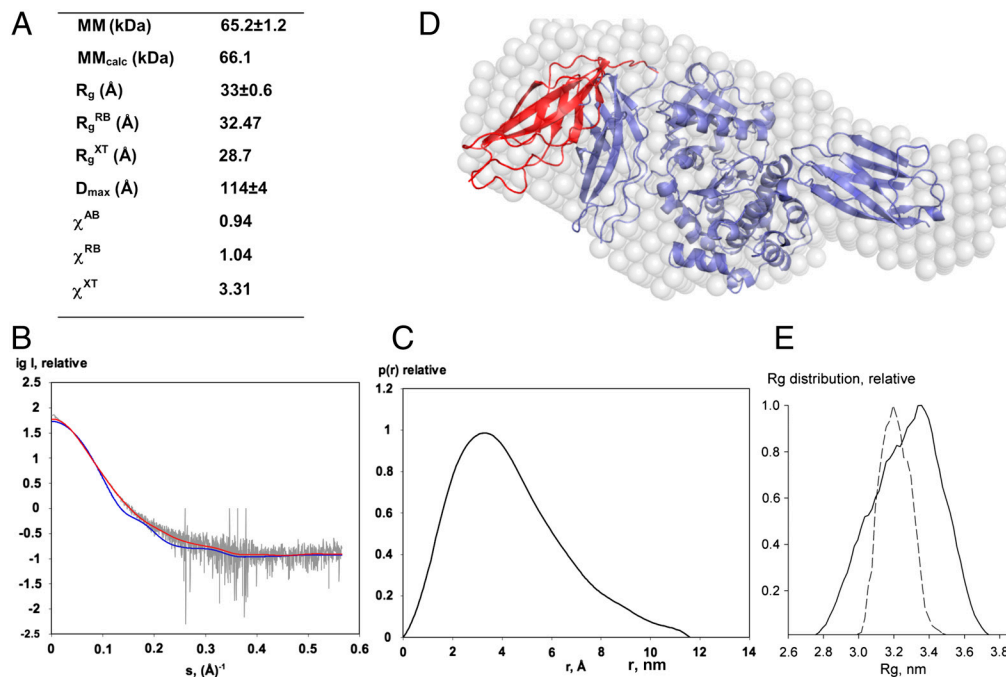 A
MM (kDa) 65.2±1.2
MMcalc (kDa) 66.1
Rg (Å) 33±0.6
RgRB (Å) 32.47
RgXT (Å) 28.7
Dmax (Å) 114±4
χAB 0.94
χRB 1.04
χXT 3.31
D
B
lg I, relative
2.5
2
1.5
1
0.5
0
-0.5
-1
-1.5
-2
-2.5
0 0.1 0.2 0.3 0.4 0.5 0.6
s, (Å)-1
C
p(r) relative
1.2
1
0.8
0.6
0.4
0.2
0
0 2 4 6 8 10 12 14
r, Å r, nm
E
Rg distribution, relative
1.0
0.8
0.6
0.4
0.2
2.6 3.0 3.2 3.4 3.6 3.8
Rg, nm